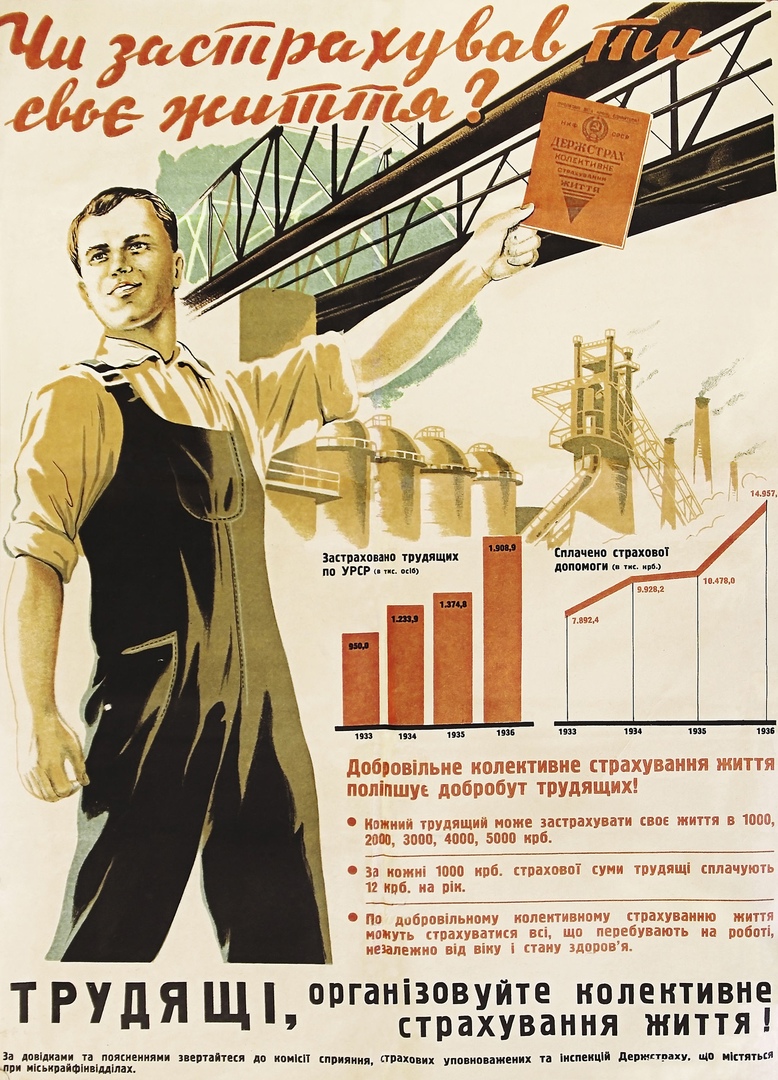 Чи застрахував ти
своє життя?
НКФ СРСР
ДЕРЖСТРАХ
КОЛЕКТИВНЕ
СТРАХУВАННЯ
ЖИТТЯ
Застраховано трудящих
по УРСР (в тис. осіб)
950,0
1.233,9
1.374,8
1.908,9
1933 1934 1935 1936
Сплачено страхової
допомоги (в тис. крб.)
7.892,4
9.928,2
10.478,0
14.957,
1933 1934 1935 1936
Добровільне колективне страхування життя
поліпшує добробут трудящих!
• Кожний трудящий може застрахувати своє життя в 1000,
2000, 3000, 4000, 5000 крб.
• За кожні 1000 крб. страхової суми трудящі сплачують
12 крб. на рік.
• По добровільному колективному страхуванню життя
можуть страхуватися всі, що перебувають на роботі,
незалежно від віку і стану здоров'я.
ТРУДЯЩІ, організовуйте колективне
страхування життя!
За довідками та поясненнями звертайтеся до комісії сприяння, страхових уповноважених та інспекцій Держстраху, що містяться
при міськрайфінвідділах.